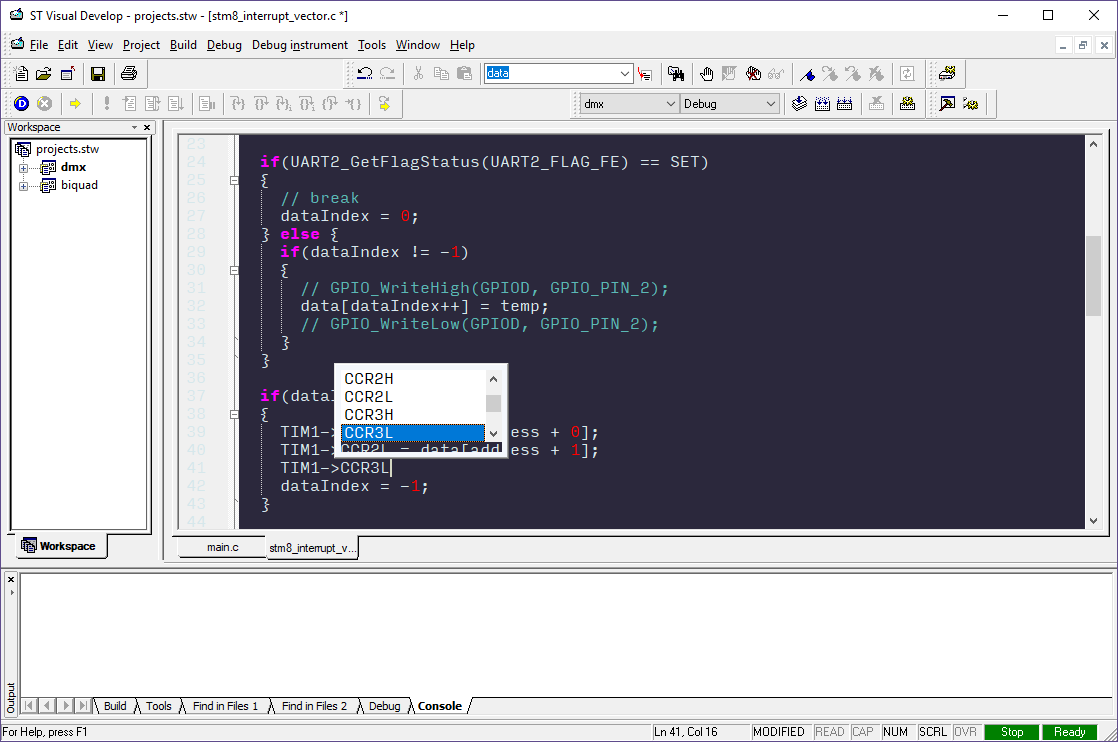 ST Visual Develop - projects.stw - [stm8_interrupt_vector.c *]
File Edit View Project Build Debug Debug instrument Tools Window Help
data
D
dmx
Debug
Workspace
projects.stw
dmx
biquad
Workspace
23
24 if(UART2_GetFlagStatus(UART2_FLAG_FE) == SET)
25 {
26 // break
27 dataIndex = 0;
28 } else {
29 if(dataIndex != -1)
30 {
31 // GPIO_WriteHigh(GPIOD, GPIO_PIN_2);
32 data[dataIndex++] = temp;
33 // GPIO_WriteLow(GPIOD, GPIO_PIN_2);
34 }
35 }
36
37 if(data
38 {
39 TIM1-> ess + 0];
40 TIM1->CCR2L = data[address + 1];
41 TIM1->CCR3L
42 dataIndex = -1;
43 }
44
CCR2H
CCR2L
CCR3H
CCR3L
main.c
stm8_interrupt_v...
Output
Build Tools Find in Files 1 Find in Files 2 Debug Console
For Help, press F1
Ln 41, Col 16 MODIFIED READ CAP NUM SCRL OVR Stop Ready